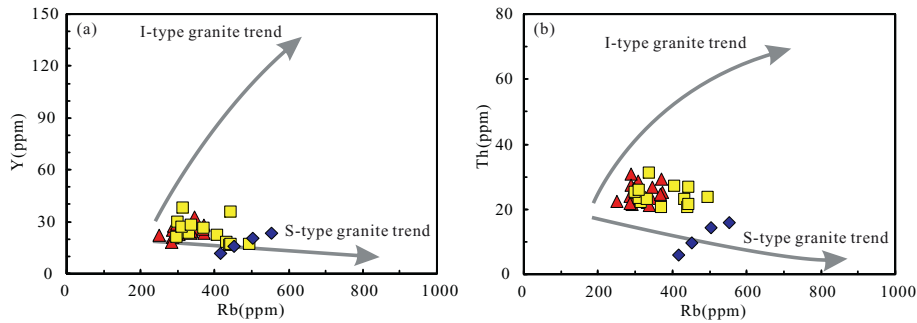 (a)
I-type granite trend
S-type granite trend
Y(ppm)
150
120
90
60
30
0
0 200 400 600 800 1000
Rb(ppm)
(b)
I-type granite trend
S-type granite trend
Th(ppm)
80
60
40
20
0
0 200 400 600 800 1000
Rb(ppm)